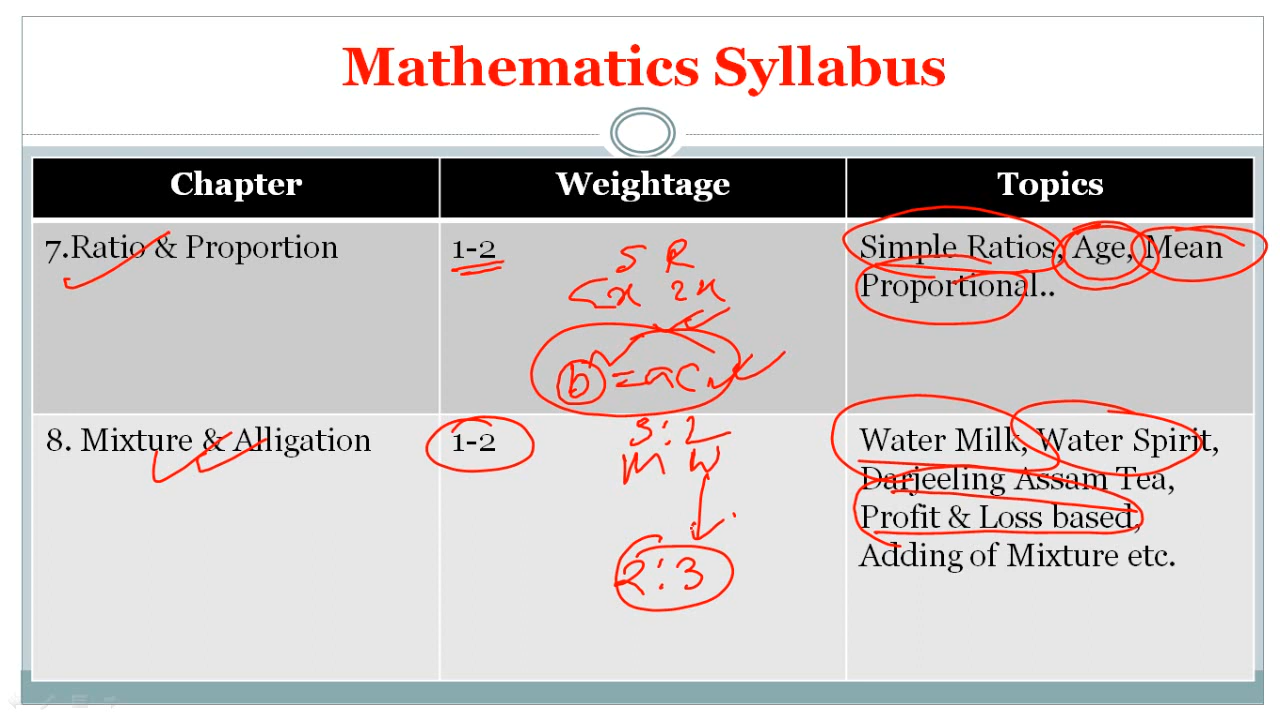 Mathematics Syllabus
Chapter Weightage Topics
7.Ratio & Proportion 1-2 Simple Ratios, Age, Mean
Proportional..
S R
x 2x
b = ac
8. Mixture & Alligation 1-2 Water Milk, Water Spirit,
Darjeeling Assam Tea,
Profit & Loss based,
Adding of Mixture etc.
3:2
M W
2:3